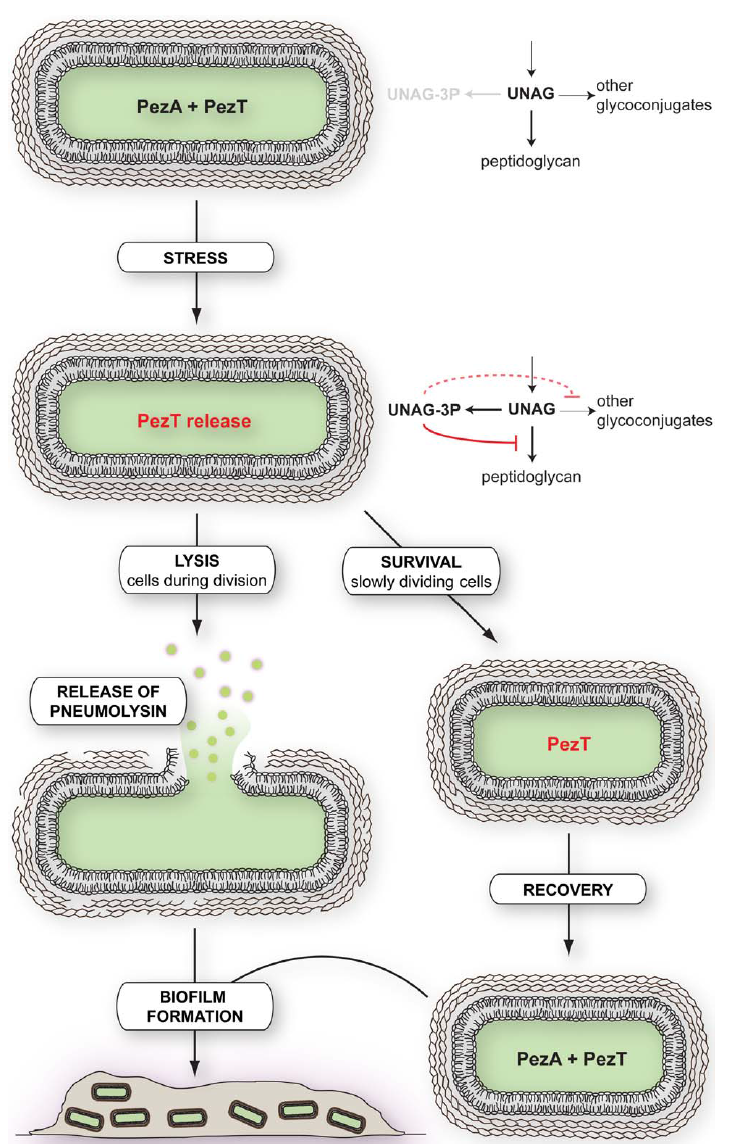 PezA + PezT
UNAG-3P
UNAG
other
glycoconjugates
peptidoglycan
STRESS
PezT release
UNAG-3P
UNAG
other
glycoconjugates
peptidoglycan
LYSIS
cells during division
SURVIVAL
slowly dividing cells
RELEASE OF
PNEUMOLYSIN
PezT
RECOVERY
BIOFILM
FORMATION
PezA + PezT